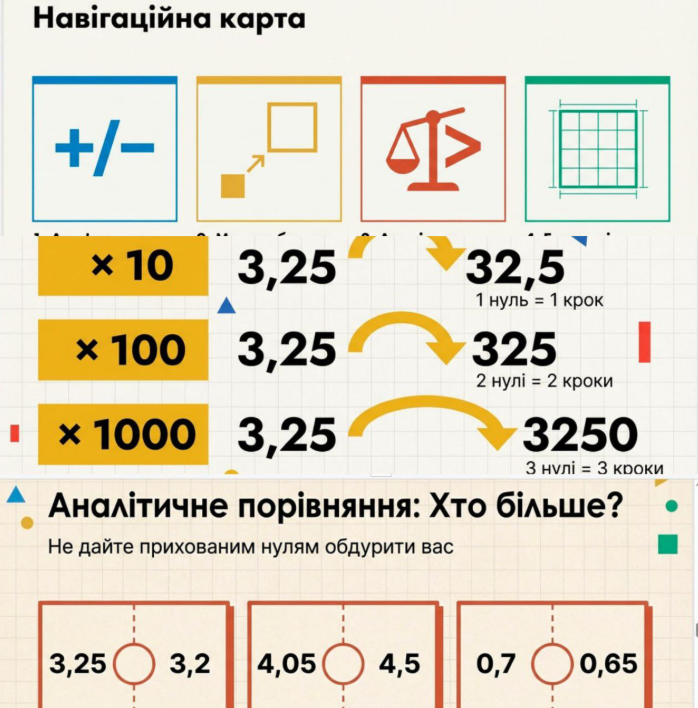 Навігаційна карта
+/−
× 10 3,25 32,5
1 нуль = 1 крок
× 100 3,25 325
2 нулі = 2 кроки
× 1000 3,25 3250
3 нулі = 3 кроки
Аналітичне порівняння: Хто більше?
Не дайте прихованим нулям обдурити вас
3,25 3,2 4,05 4,5 0,7 0,65